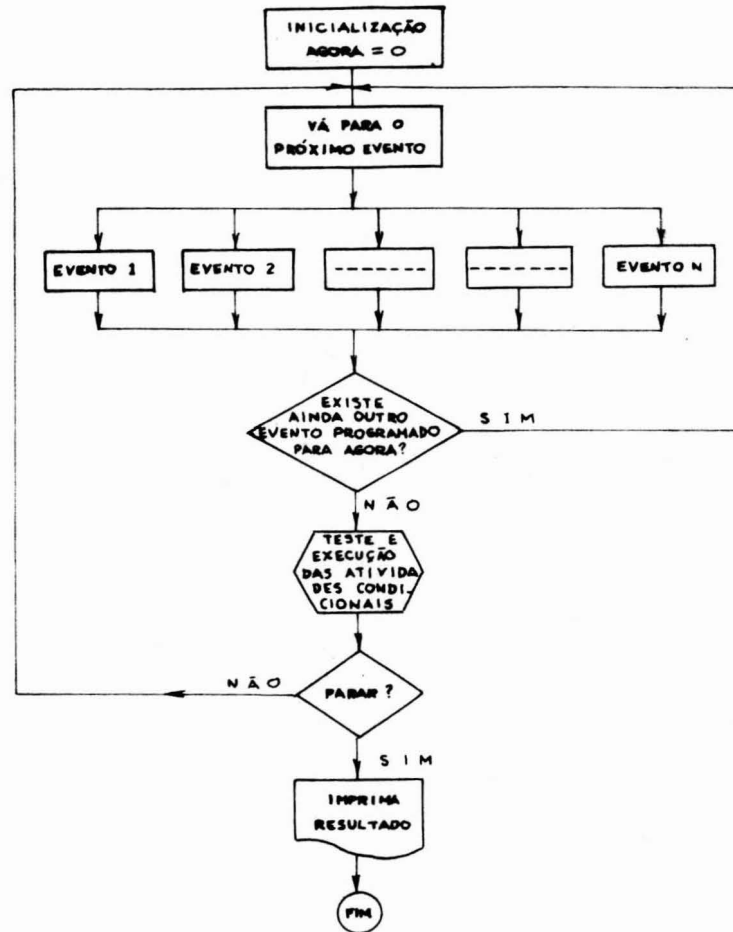 INICIALIZAÇÃO
AGORA = 0
VÁ PARA O
PRÓXIMO EVENTO
EVENTO 1
EVENTO 2
-------
-------
EVENTO N
EXISTE
AINDA OUTRO
EVENTO PROGRAMADO
PARA AGORA?
SIM
NÃO
TESTE E
EXECUÇÃO
DAS ATIVIDA
DES CONDI-
CIONAIS
NÃO
PARAR?
SIM
IMPRIMA
RESULTADO
FIM